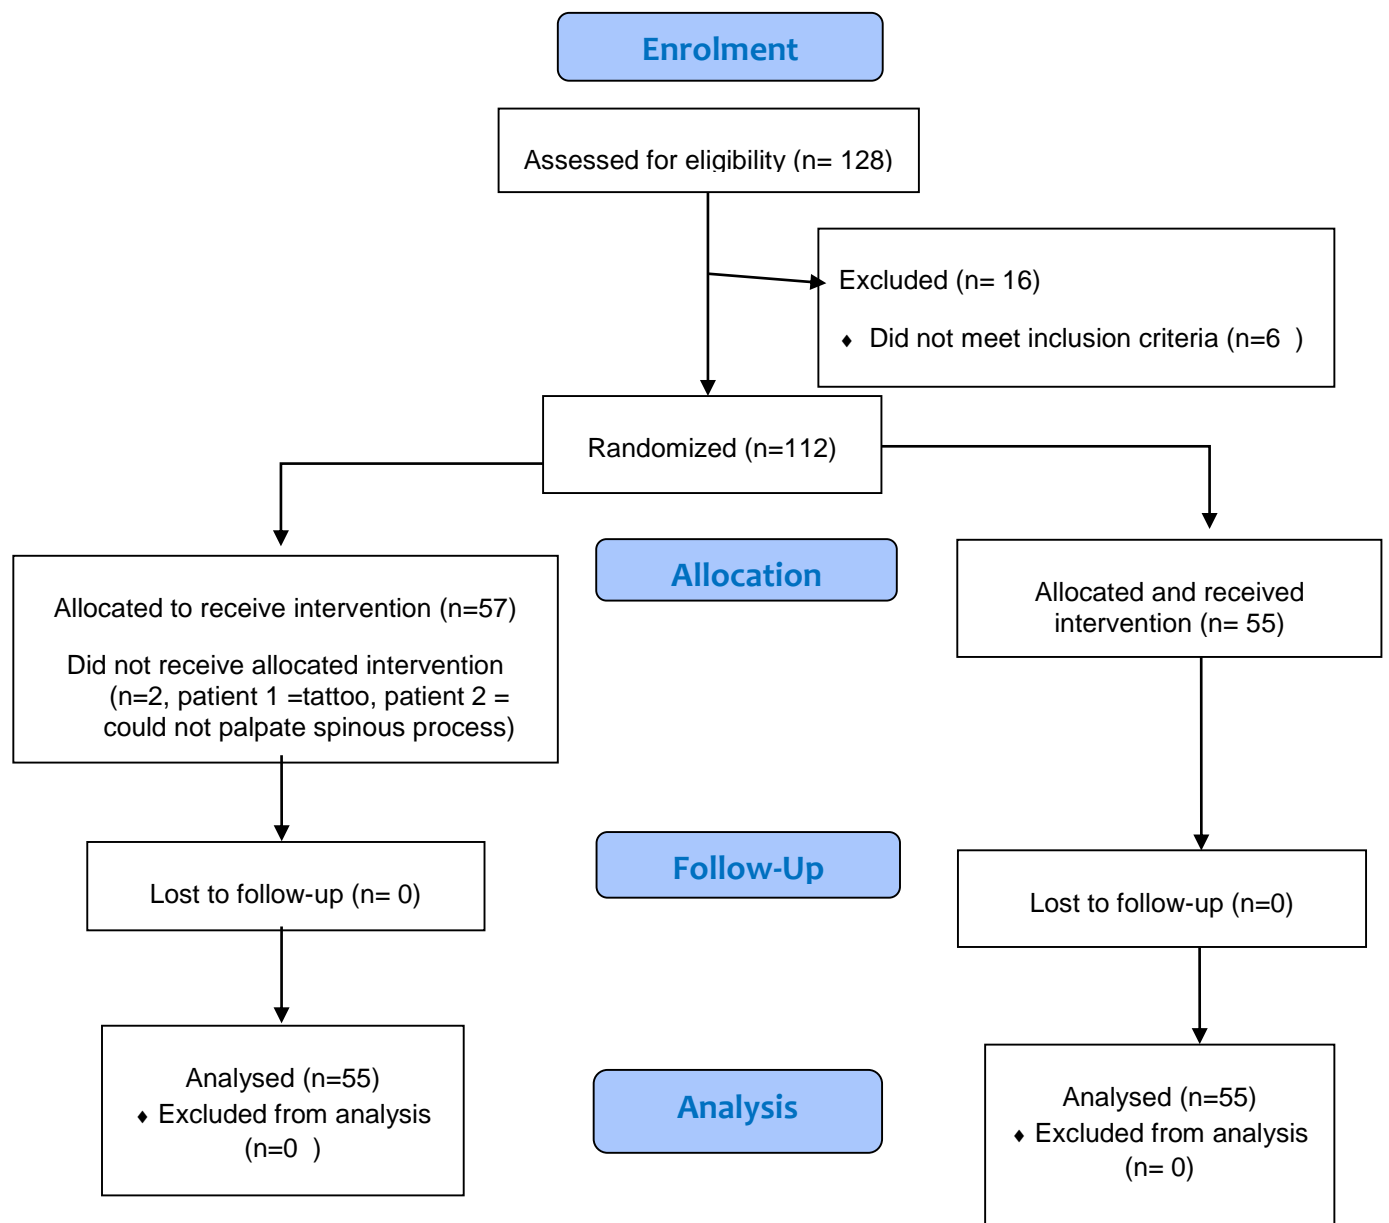 Enrolment
Assessed for eligibility (n= 128)
Excluded (n= 16)
♦ Did not meet inclusion criteria (n=6  )
Randomized (n=112)
Allocation
Allocated to receive intervention (n=57)
Did not receive allocated intervention
(n=2, patient 1 =tattoo, patient 2 =
could not palpate spinous process)
Allocated and received
intervention (n= 55)
Follow-Up
Lost to follow-up (n= 0)
Lost to follow-up (n=0)
Analysis
Analysed (n=55)
♦ Excluded from analysis
(n=0  )
Analysed (n=55)
♦ Excluded from analysis
(n= 0)